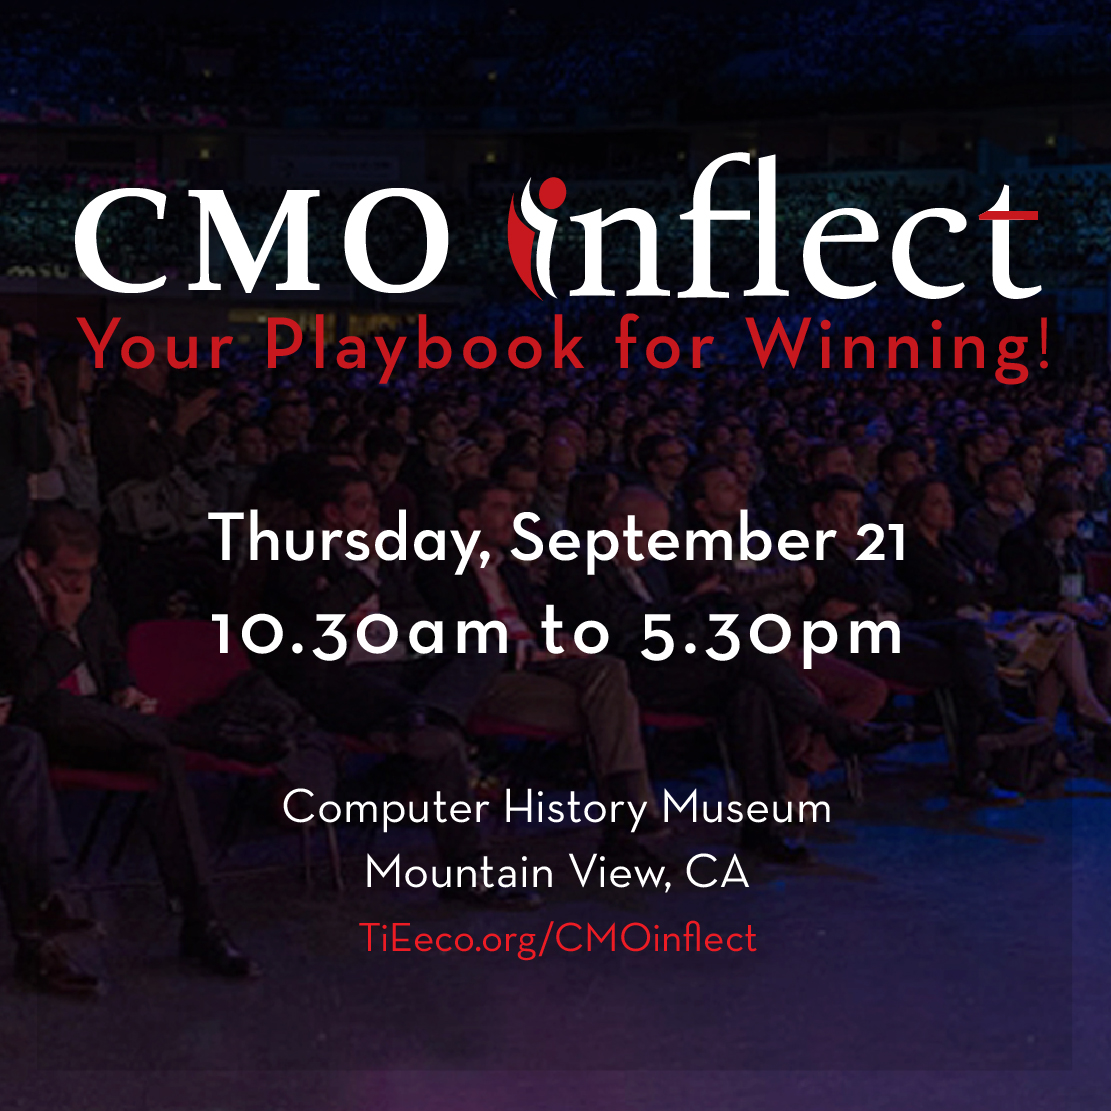 CMO inflect
Your Playbook for Winning!
Thursday, September 21
10.30am to 5.30pm
Computer History Museum
Mountain View, CA
TiEeco.org/CMOinflect